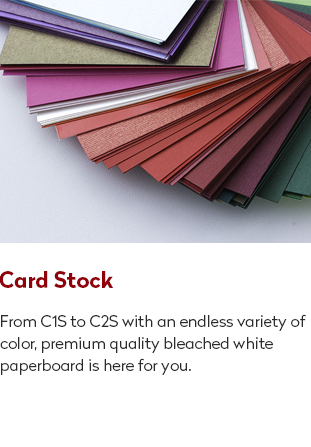 Card Stock
From C1S to C2S with an endless variety of
color, premium quality bleached white
paperboard is here for you.